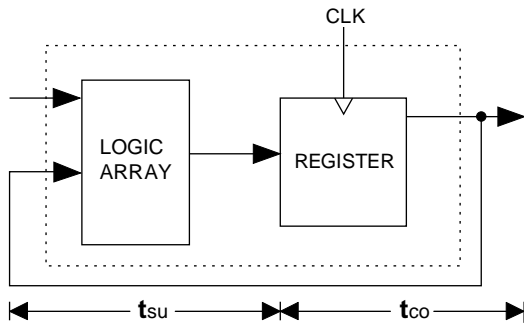 CLK
LOGIC
ARRAY
REGISTER
tsu
tco